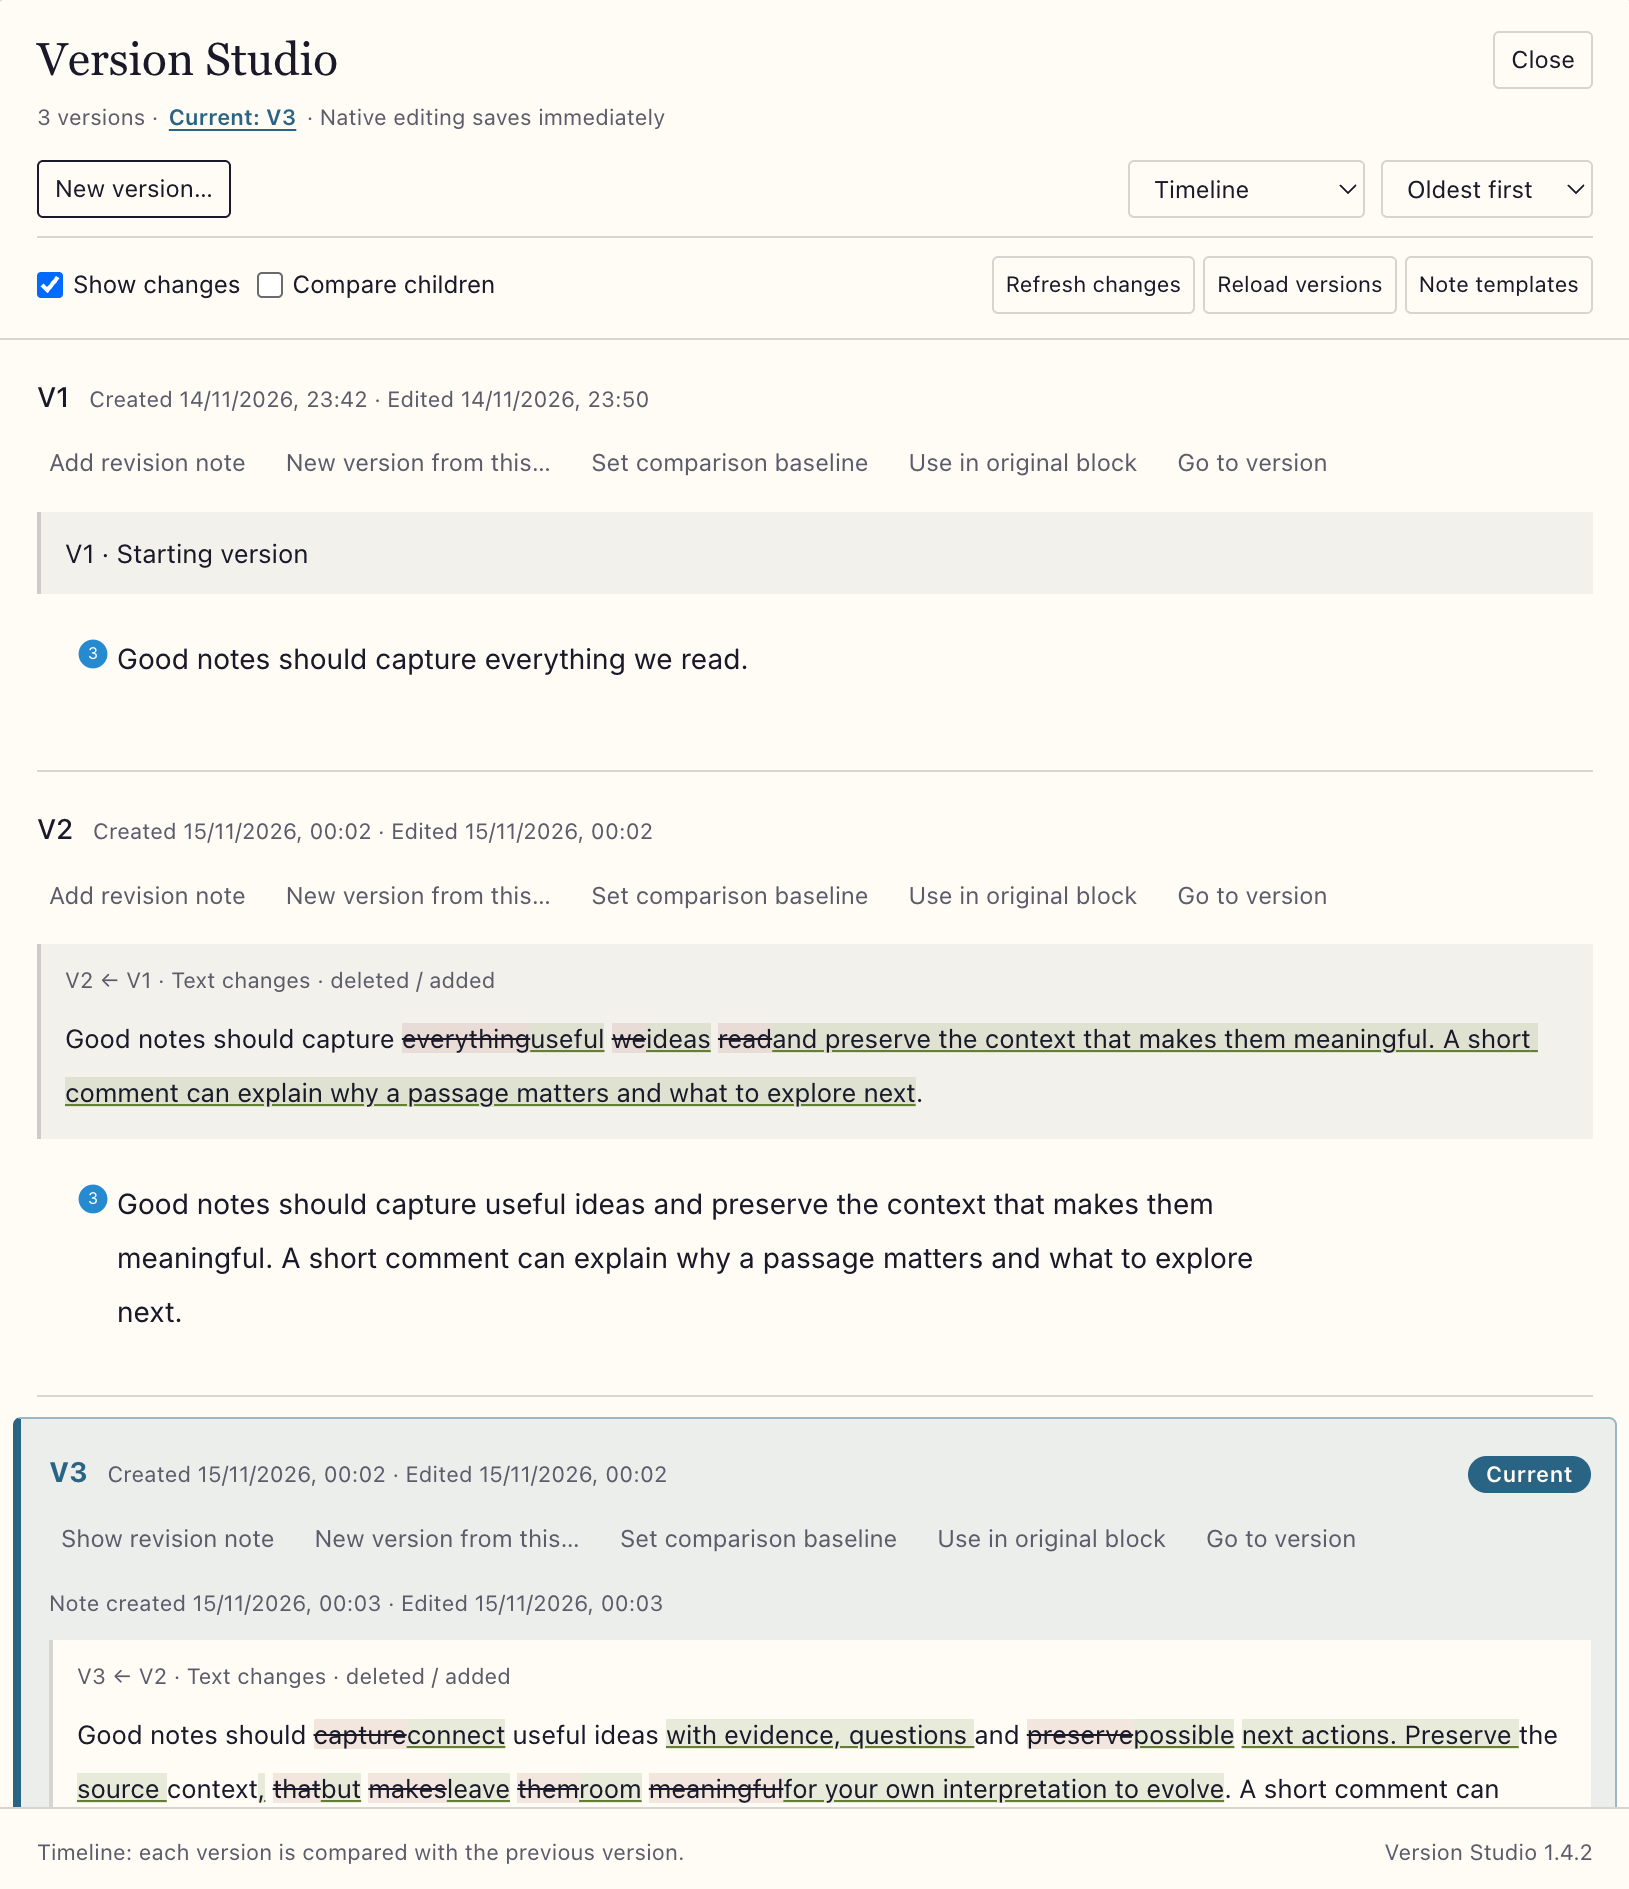 Version Studio
Close
3 versions · Current: V3 · Native editing saves immediately
New version...
Timeline
Oldest first
Show changes
Compare children
Refresh changes
Reload versions
Note templates
V1 Created 14/11/2026, 23:42 · Edited 14/11/2026, 23:50
Add revision note New version from this... Set comparison baseline Use in original block Go to version
V1 · Starting version
3 Good notes should capture everything we read.
V2 Created 15/11/2026, 00:02 · Edited 15/11/2026, 00:02
Add revision note New version from this... Set comparison baseline Use in original block Go to version
V2 ← V1 · Text changes · deleted / added
Good notes should capture everythinguseful weideas readand preserve the context that makes them meaningful. A short
comment can explain why a passage matters and what to explore next.
3 Good notes should capture useful ideas and preserve the context that makes them
meaningful. A short comment can explain why a passage matters and what to explore
next.
V3 Created 15/11/2026, 00:02 · Edited 15/11/2026, 00:02
Current
Show revision note New version from this... Set comparison baseline Use in original block Go to version
Note created 15/11/2026, 00:03 · Edited 15/11/2026, 00:03
V3 ← V2 · Text changes · deleted / added
Good notes should captureconnect useful ideas with evidence, questions and preservepossible next actions. Preserve the
source context, thatbut makesleave themroom meaningfulfor your own interpretation to evolve. A short comment can
Timeline: each version is compared with the previous version.
Version Studio 1.4.2